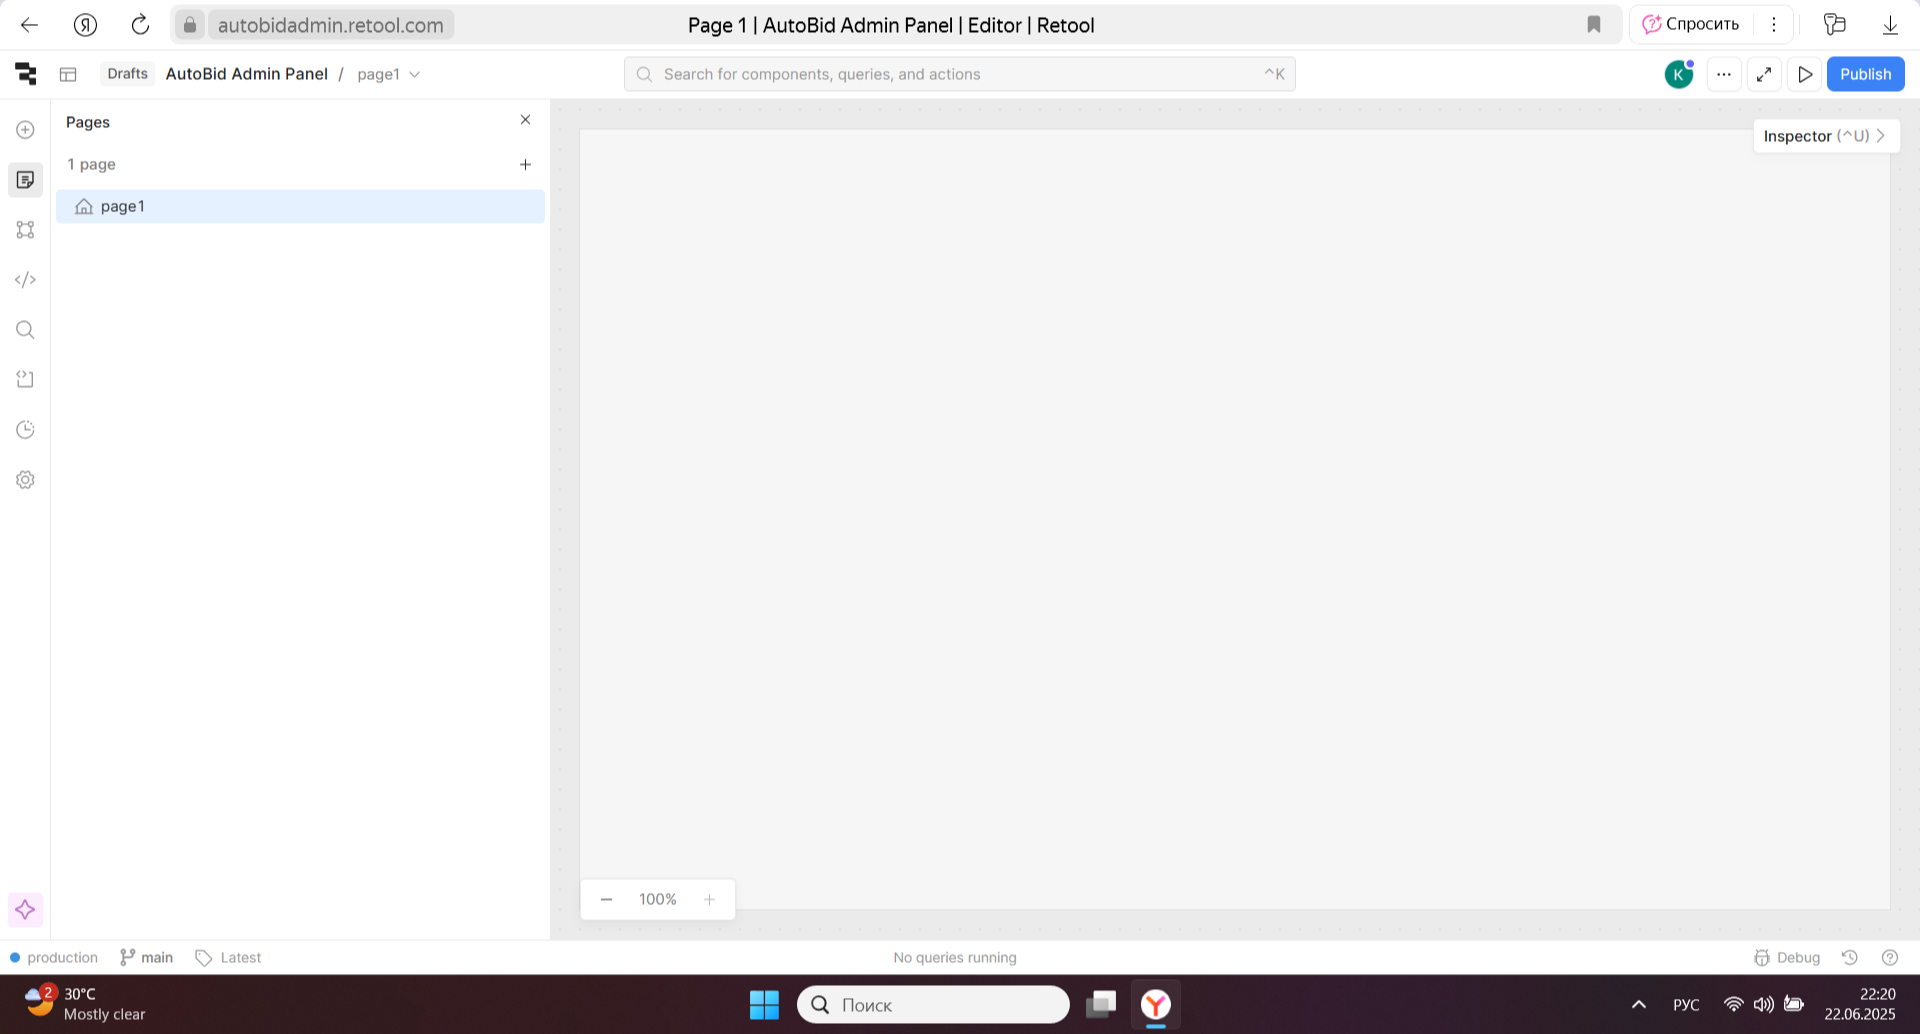 autobidadmin.retool.com
Page 1 | AutoBid Admin Panel | Editor | Retool
Спросить
Drafts
AutoBid Admin Panel / page1
Search for components, queries, and actions
^K
K
Publish
Pages
1 page
page1
Inspector (^U)
100%
production
main
Latest
No queries running
Debug
2
30°C
Mostly clear
Поиск
РУС
22:20
22.06.2025